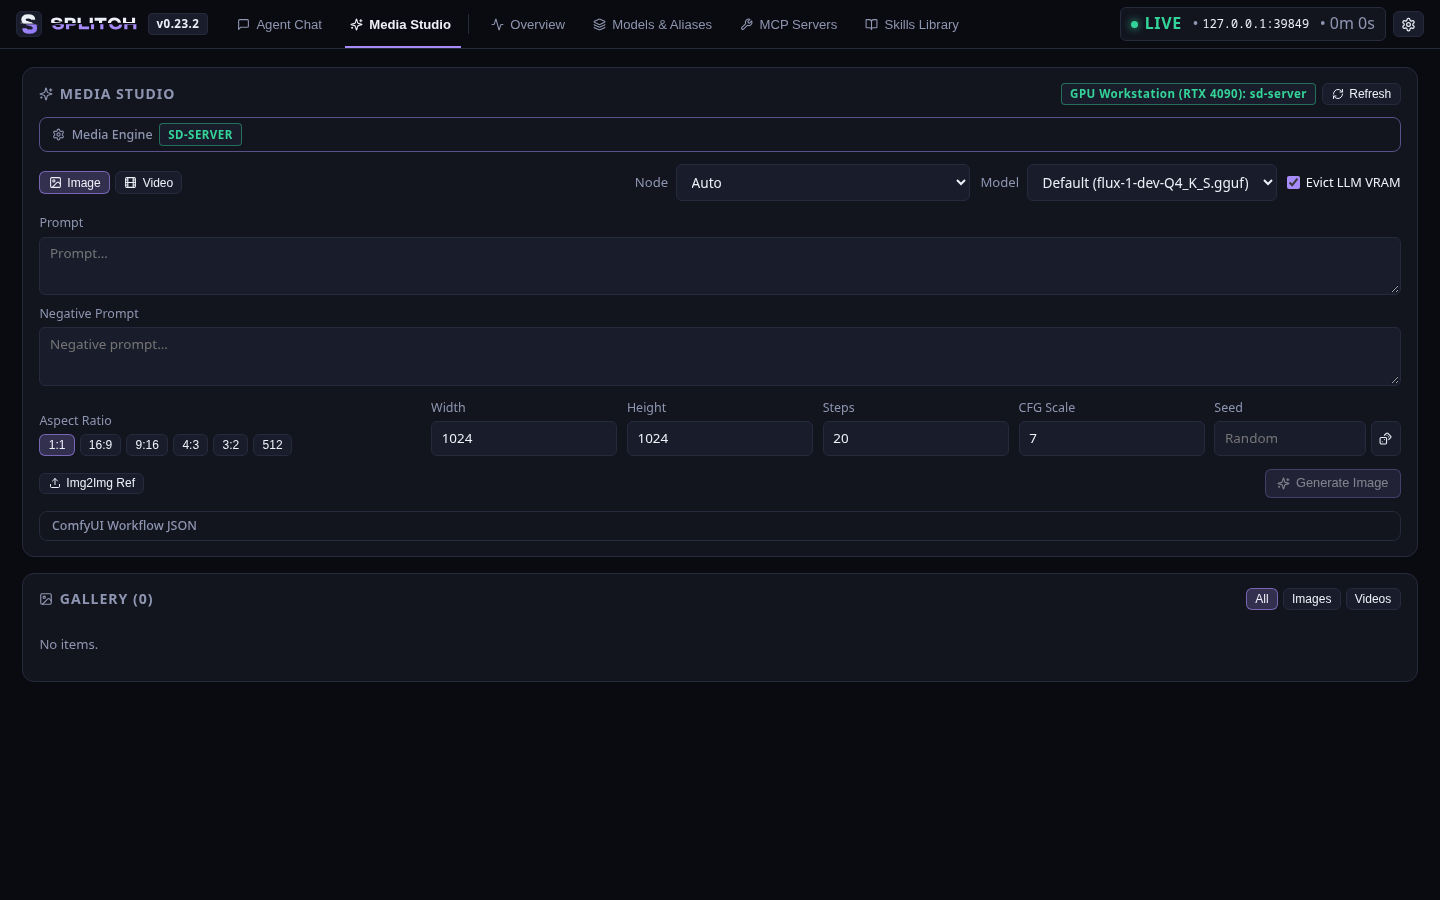 S SPLITCH v0.23.2 Agent Chat Media Studio Overview Models & Aliases MCP Servers Skills Library LIVE • 127.0.0.1:39849 • 0m 0s
MEDIA STUDIO GPU Workstation (RTX 4090): sd-server Refresh
Media Engine SD-SERVER
Image Video Node Auto Model Default (flux-1-dev-Q4_K_S.gguf) Evict LLM VRAM
Prompt
Prompt...
Negative Prompt
Negative prompt...
Aspect Ratio Width Height Steps CFG Scale Seed
1:1 16:9 9:16 4:3 3:2 512 1024 1024 20 7 Random
Img2Img Ref Generate Image
ComfyUI Workflow JSON
GALLERY (0) All Images Videos
No items.